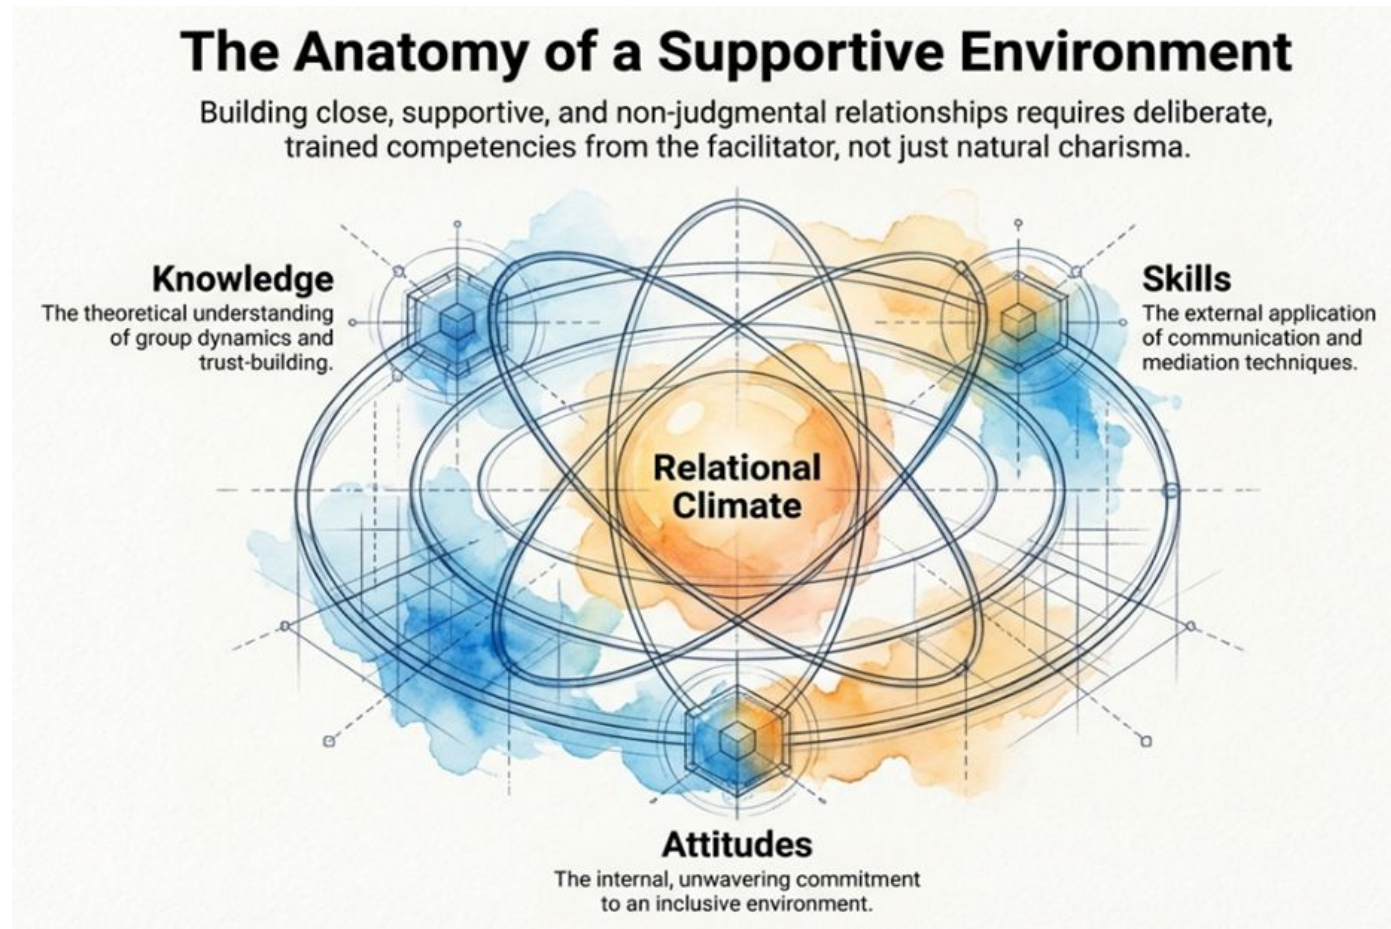 The Anatomy of a Supportive Environment
Building close, supportive, and non-judgmental relationships requires deliberate,
trained competencies from the facilitator, not just natural charisma.
Knowledge
The theoretical understanding
of group dynamics and
trust-building.
Skills
The external application
of communication and
mediation techniques.
Relational
Climate
Attitudes
The internal, unwavering commitment
to an inclusive environment.